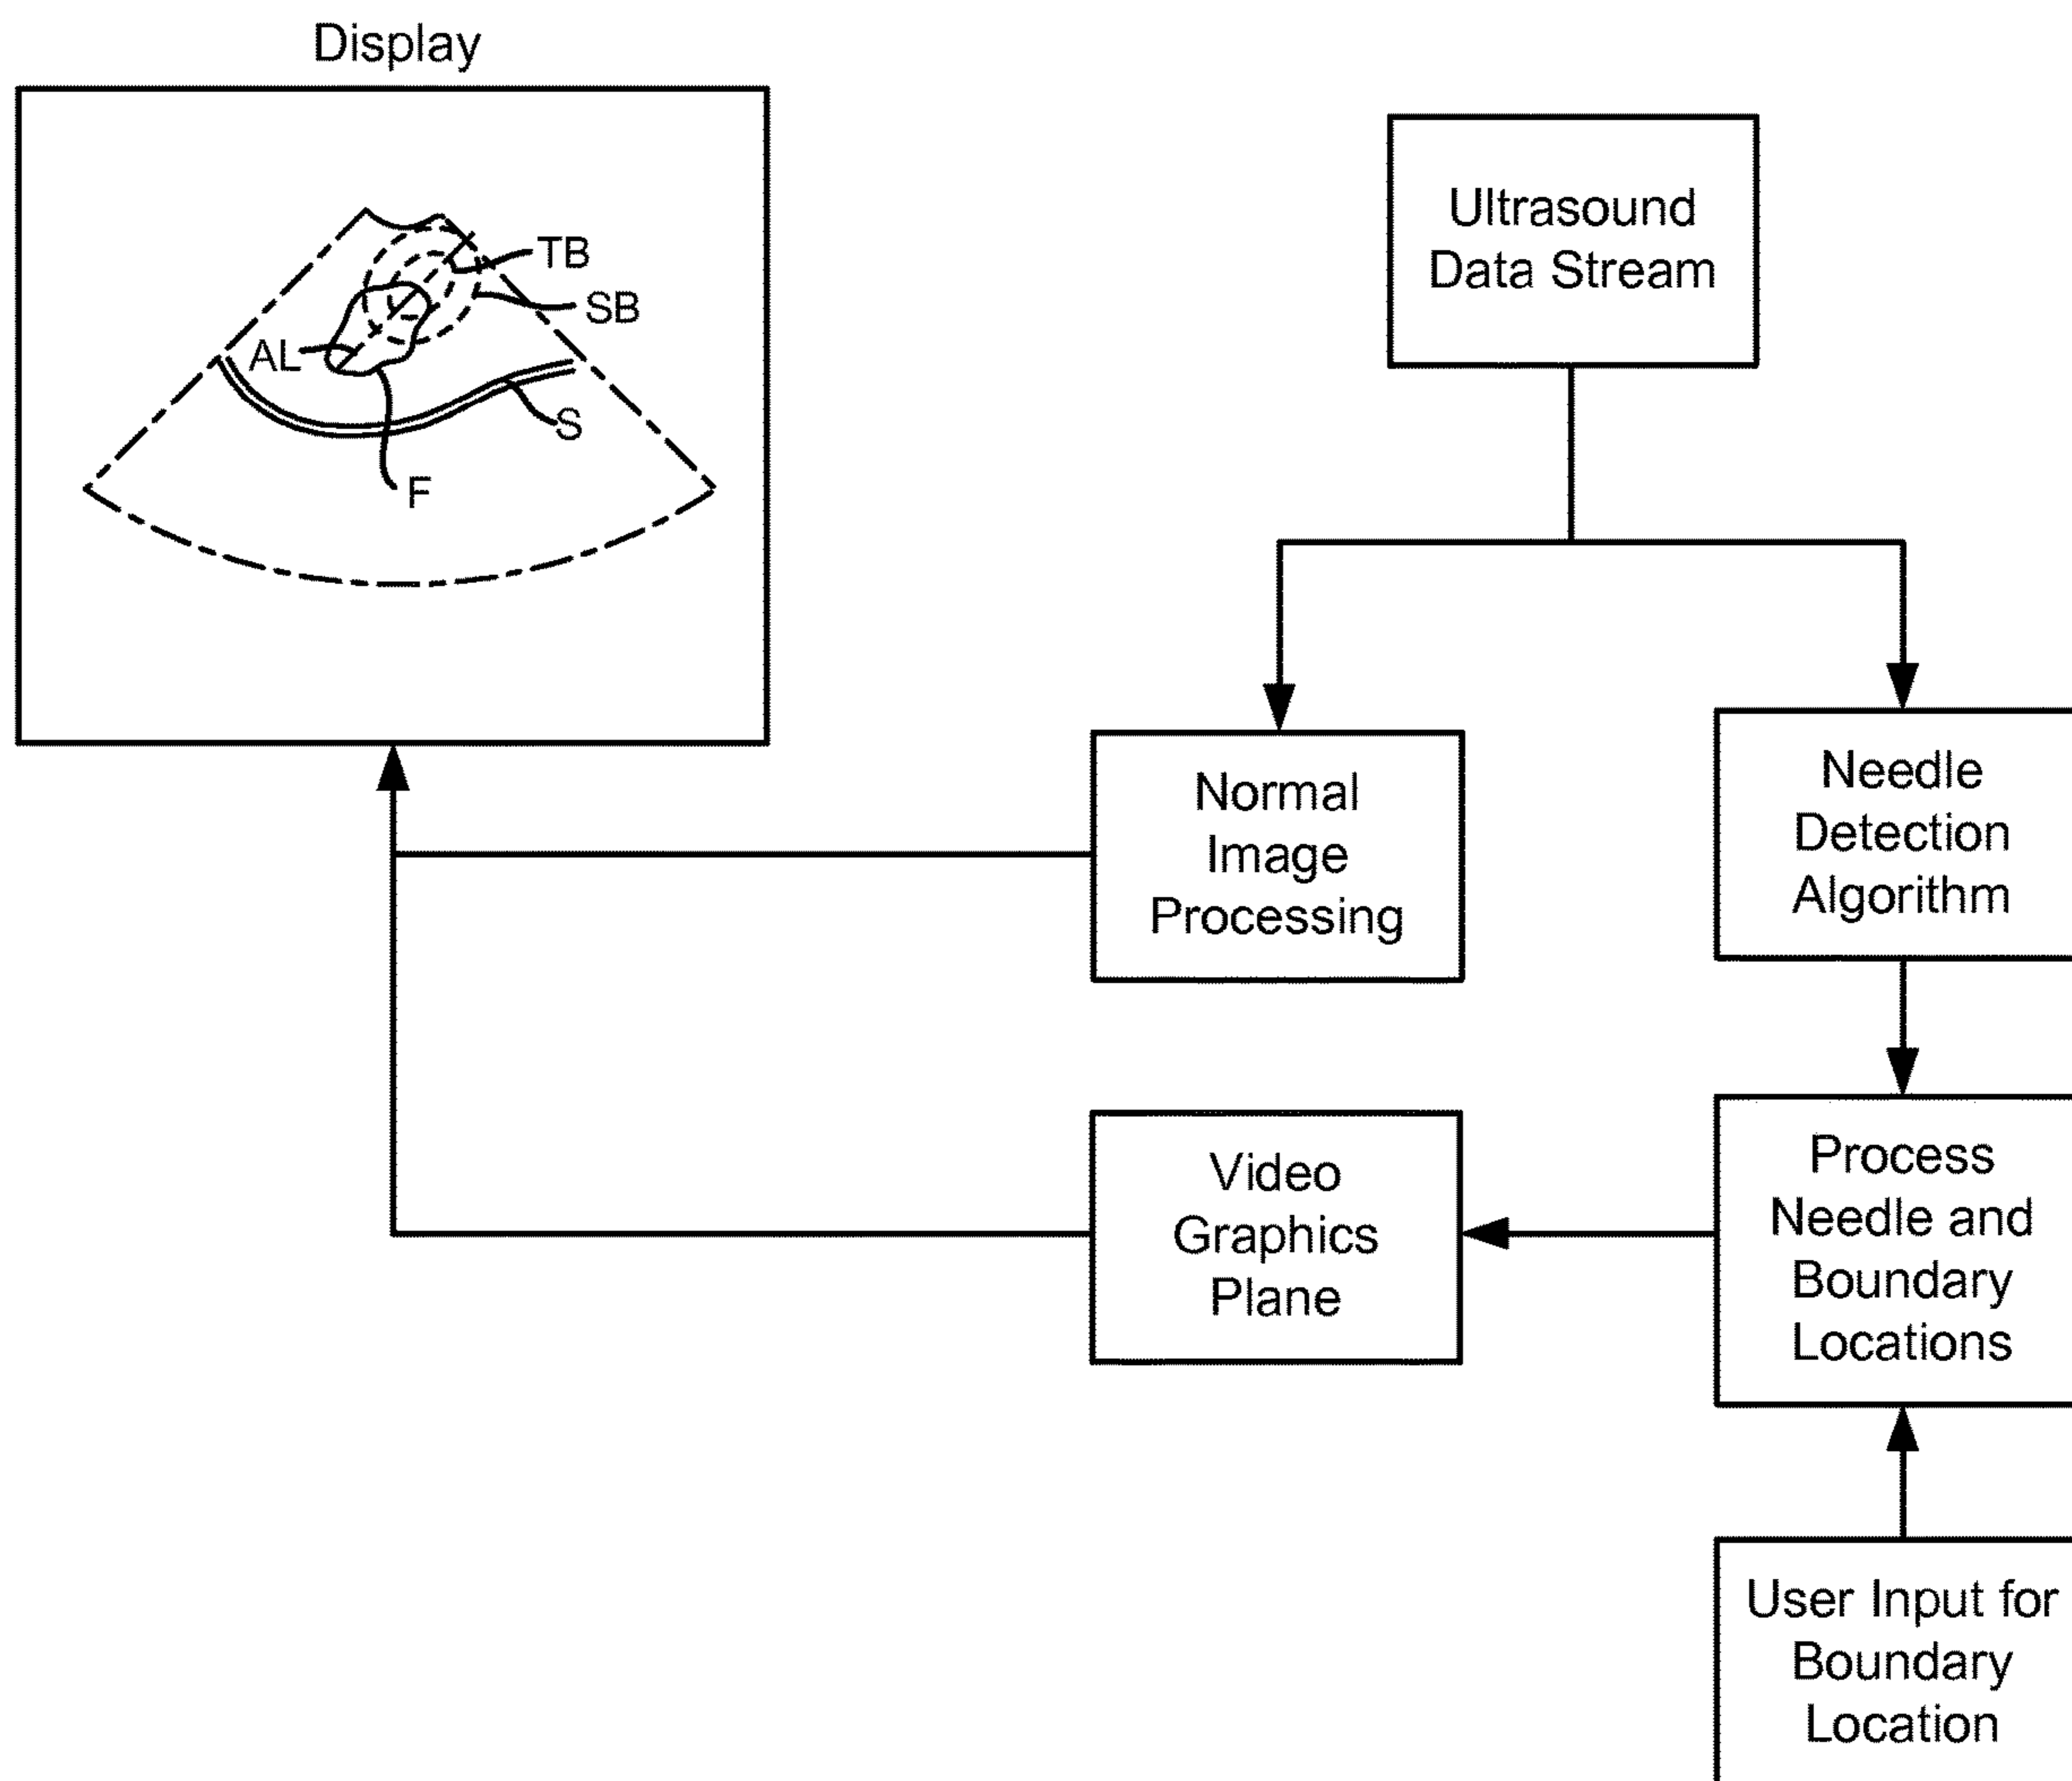 Display
TB
SB
AL
S
F
Ultrasound
Data Stream
Normal
Image
Processing
Needle
Detection
Algorithm
Video
Graphics
Plane
Process
Needle and
Boundary
Locations
User Input for
Boundary
Location